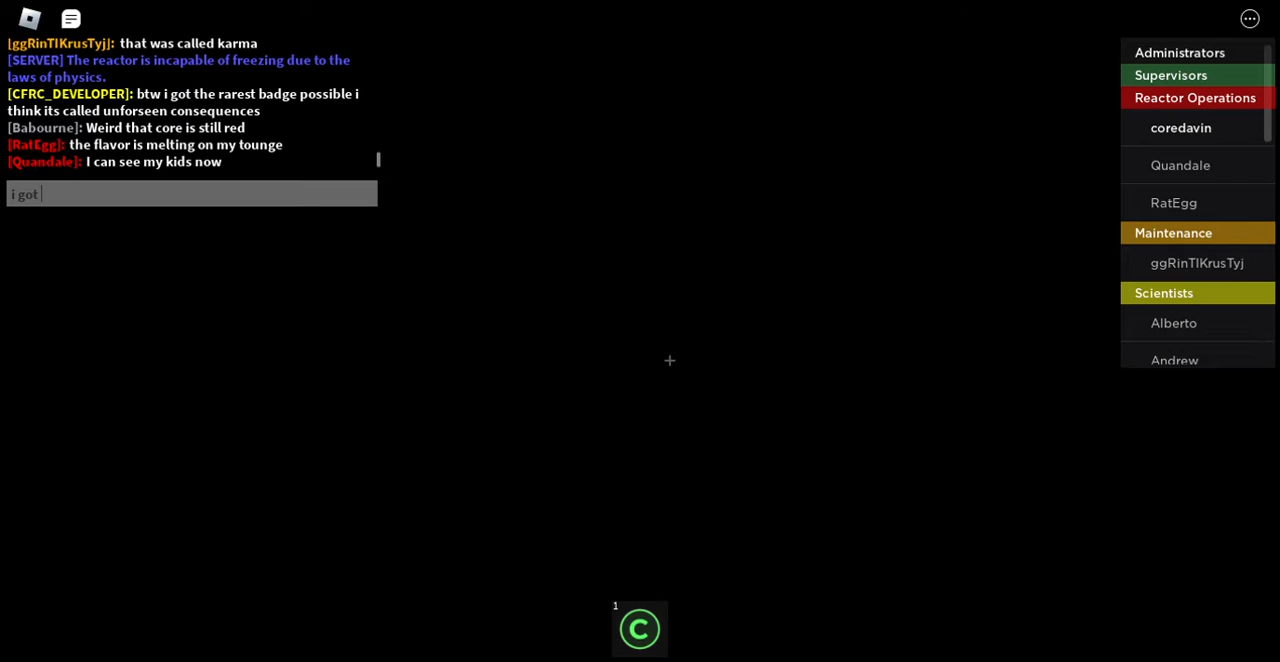 [ggRinTIKrusTyj]: that was called karma
[SERVER] The reactor is incapable of freezing due to the
laws of physics.
[CFRC_DEVELOPER]: btw i got the rarest badge possible i
think its called unforseen consequences
[Babourne]: Weird that core is still red
[RatEgg]: the flavor is melting on my tounge
[Quandale]: I can see my kids now
i got
Administrators
Supervisors
Reactor Operations
coredavin
Quandale
RatEgg
Maintenance
ggRinTIKrusTyj
Scientists
Alberto
Andrew
1
C